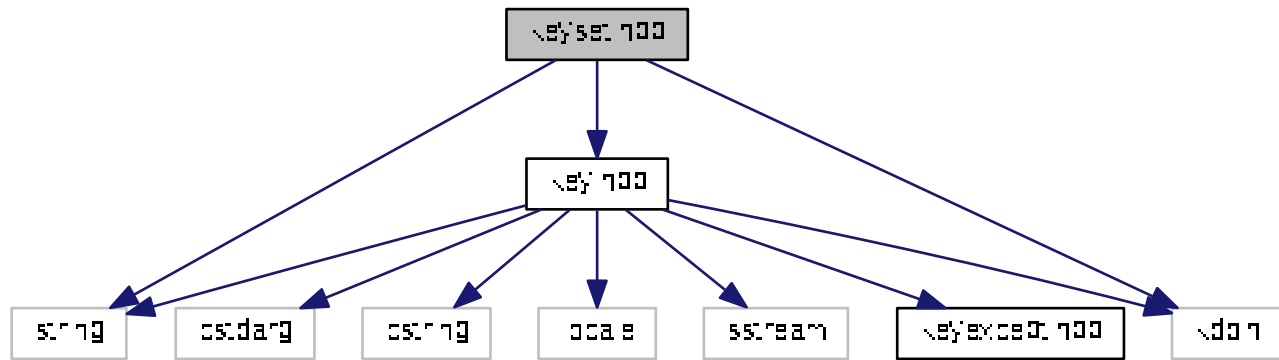 keyset.hpp
key.hpp
string
cstdarg
cstring
locale
sstream
keyexcept.hpp
kdb.h